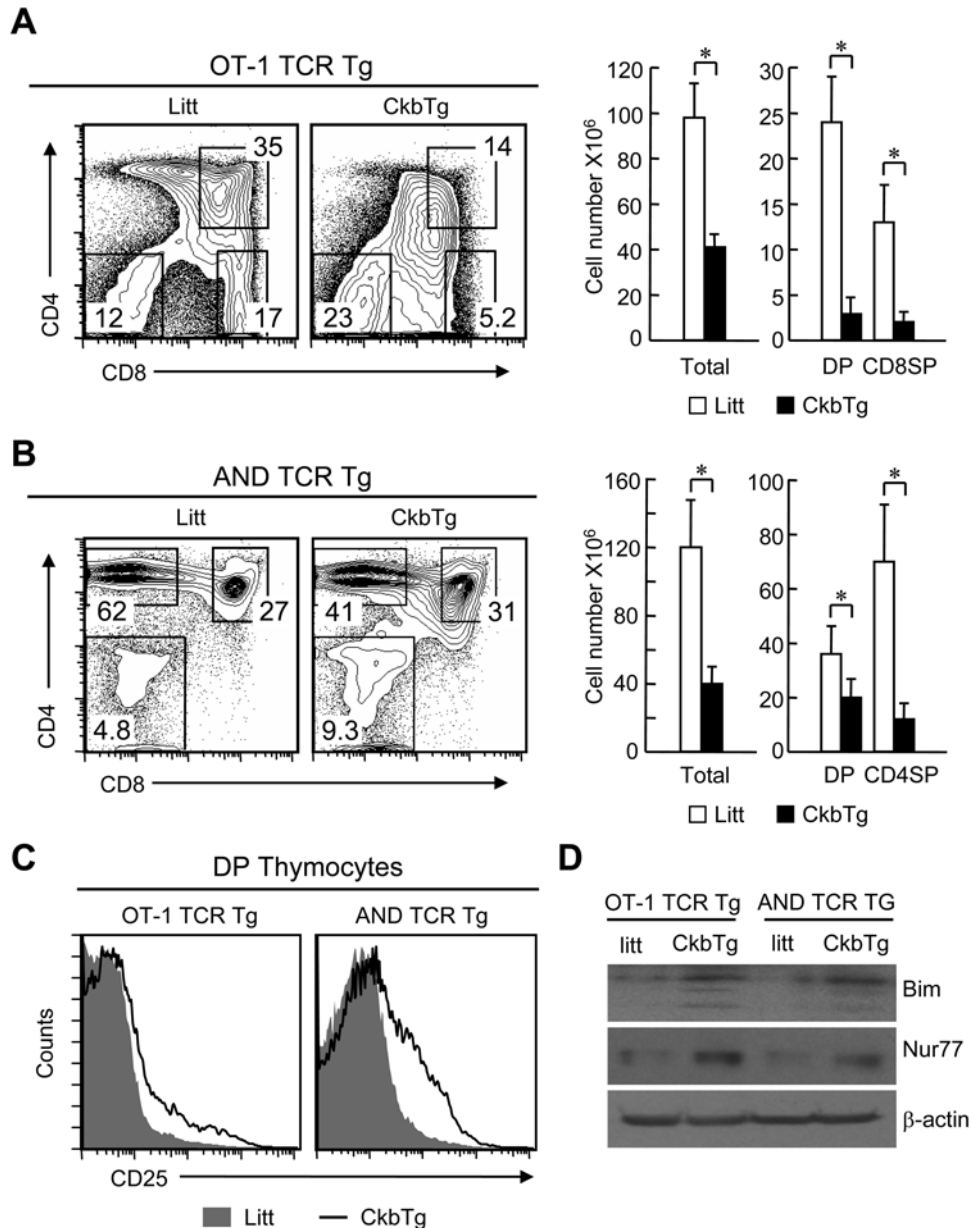 A
OT-1 TCR Tg
Litt CkbTg
35
12
17
14
23
5.2
CD4
CD8
Cell number X10⁶
120
100
80
60
40
20
0
Total
*
30
25
20
15
10
5
0
DP CD8SP
*
*
Litt CkbTg
B
AND TCR Tg
Litt CkbTg
62
27
4.8
41
31
9.3
CD4
CD8
Cell number X10⁶
160
120
80
40
0
Total
*
100
80
60
40
20
0
DP CD4SP
*
*
Litt CkbTg
C
DP Thymocytes
OT-1 TCR Tg AND TCR Tg
Counts
CD25
Litt CkbTg
D
OT-1 TCR Tg AND TCR TG
litt CkbTg litt CkbTg
Bim
Nur77
β-actin